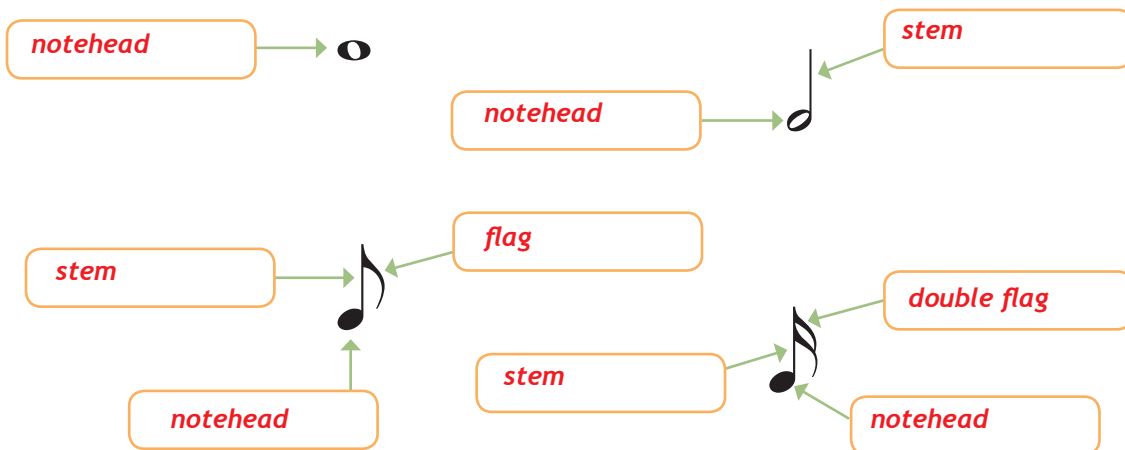 notehead
stem
notehead
stem
flag
notehead
double flag
stem
notehead